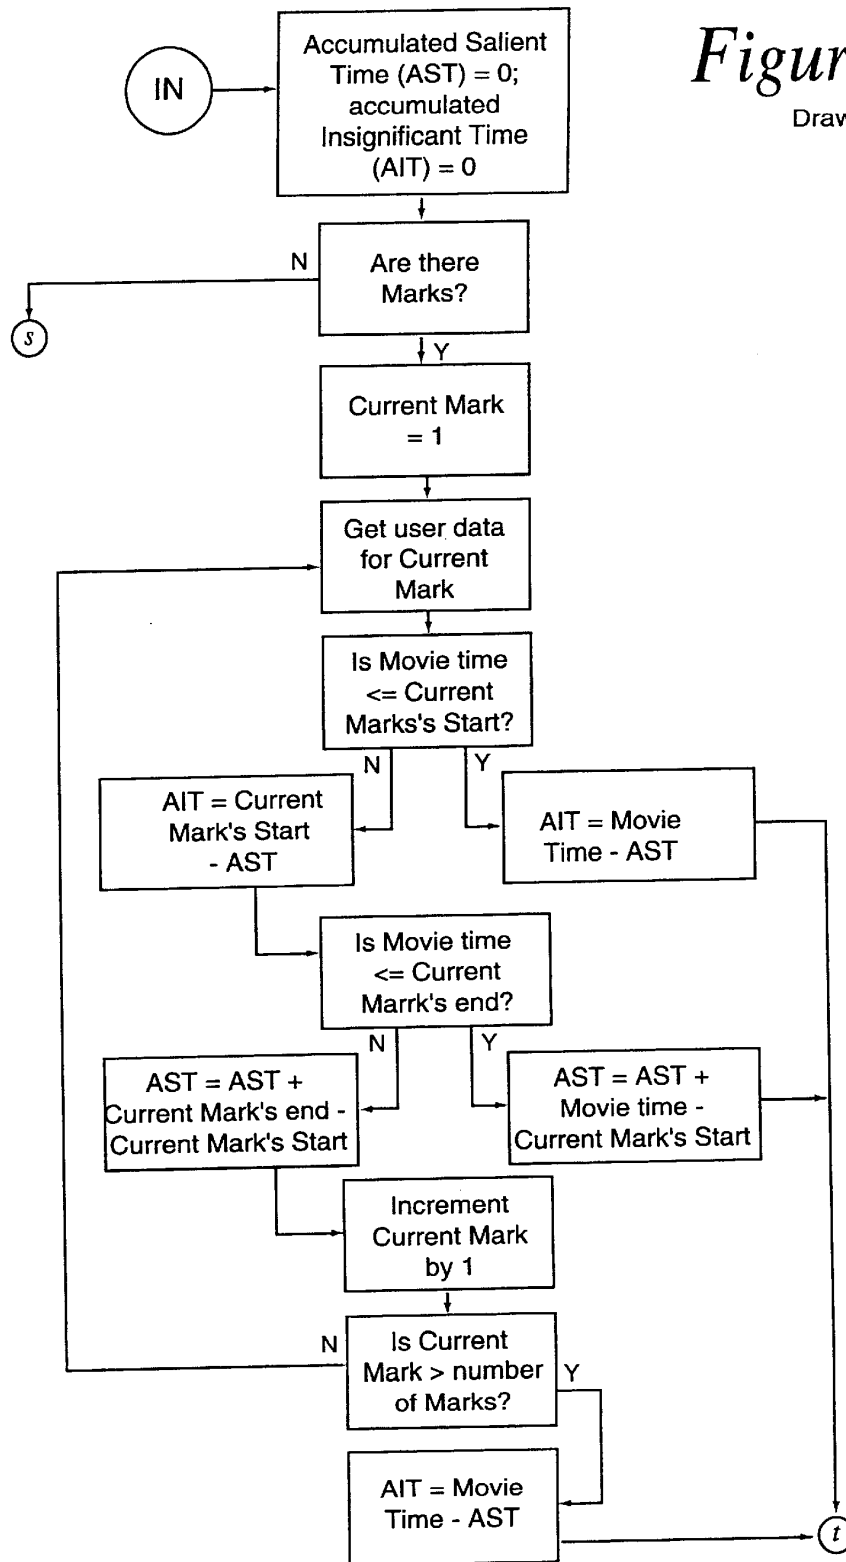 Figur
Draw
IN
Accumulated Salient
Time (AST) = 0;
accumulated
Insignificant Time
(AIT) = 0
N
Are there
Marks?
s
Y
Current Mark
= 1
Get user data
for Current
Mark
Is Movie time
<= Current
Marks's Start?
N
Y
AIT = Current
Mark's Start
- AST
AIT = Movie
Time - AST
Is Movie time
<= Current
Marrk's end?
N
Y
AST = AST +
Current Mark's end -
Current Mark's Start
AST = AST +
Movie time -
Current Mark's Start
Increment
Current Mark
by 1
N
Is Current
Mark > number
of Marks?
Y
AIT = Movie
Time - AST
t